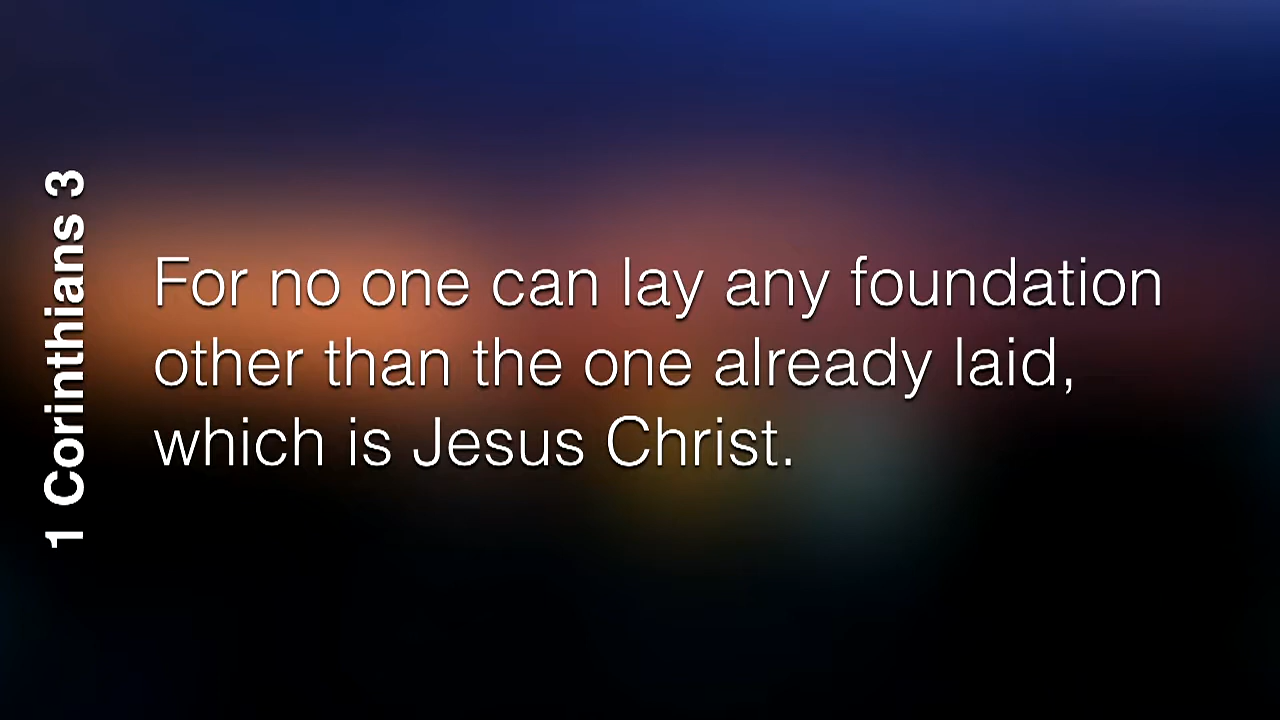 1 Corinthians 3
For no one can lay any foundation
other than the one already laid,
which is Jesus Christ.